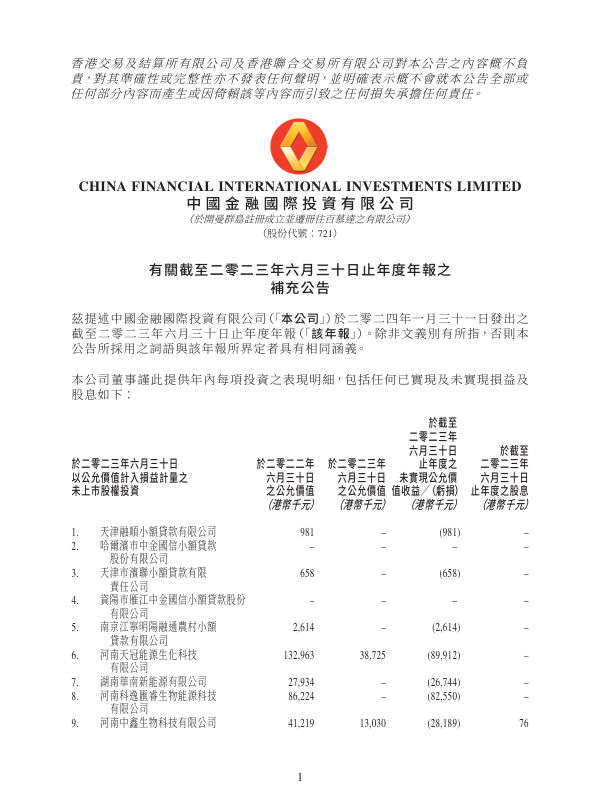 香港交易及結算所有限公司及香港聯合交易所有限公司對本公告之內容概不負
責，對其準確性或完整性亦不發表任何聲明，並明確表示概不會就本公告全部或
任何部分內容而產生或因倚賴該等內容而引致之任何損失承擔任何責任。
CHINA FINANCIAL INTERNATIONAL INVESTMENTS LIMITED
中國金融國際投資有限公司
（於開曼群島註冊成立並遷冊往百慕達之有限公司）
（股份代號：721）
有關截至二零二三年六月三十日止年度年報之
補充公告
茲提述中國金融國際投資有限公司（「本公司」）於二零二四年一月三十一日發出之
截至二零二三年六月三十日止年度年報（「該年報」）。除非文義別有所指，否則本
公告所採用之詞語與該年報所界定者具有相同涵義。
本公司董事謹此提供年內每項投資之表現明細，包括任何已實現及未實現損益及
股息如下：
於截至
二零二三年
六月三十日 於截至
於二零二三年六月三十日 於二零二二年 於二零二三年 止年度之 二零二三年
以公允價值計入損益計量之 六月三十日 六月三十日 未實現公允價 六月三十日
未上市股權投資 之公允價值 之公允價值 值收益／（虧損） 止年度之股息
（港幣千元） （港幣千元） （港幣千元） （港幣千元）
1. 天津融順小額貸款有限公司 981 – (981) –
2. 哈爾濱市中金國信小額貸款 – – – –
股份有限公司
3. 天津市濱聯小額貸款有限 658 – (658) –
責任公司
4. 資陽市雁江中金國信小額貸款股份 – – – –
有限公司
5. 南京江寧明陽融通農村小額 2,614 – (2,614) –
貸款有限公司
6. 河南天冠能源生化科技 132,963 38,725 (89,912) –
有限公司
7. 湖南華南新能源有限公司 27,934 – (26,744) –
8. 河南科逸匯睿生物能源科技 86,224 – (82,550) –
有限公司
9. 河南中鑫生物科技有限公司 41,219 13,030 (28,189) 76
1